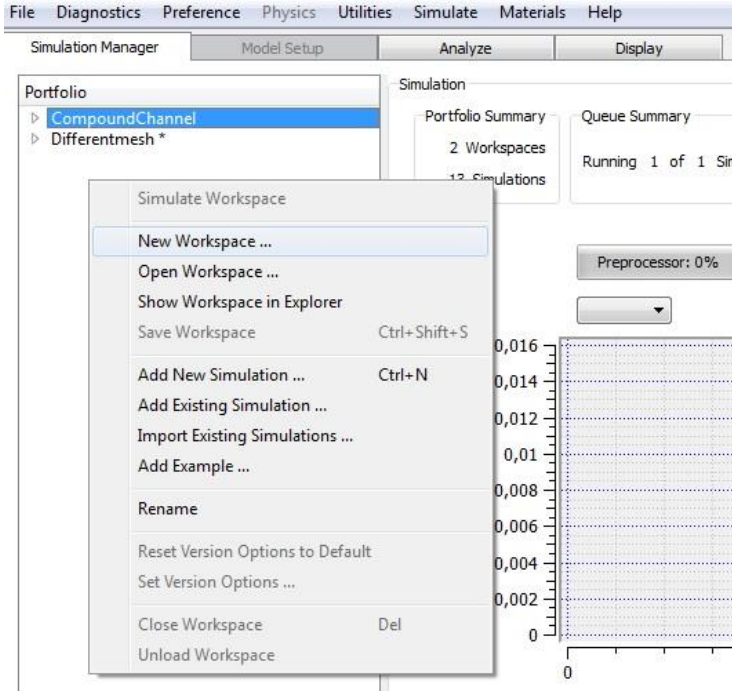 File Diagnostics Preference Physics Utilities Simulate Materials Help
Simulation Manager Model Setup Analyze Display
Portfolio
CompoundChannel
Differentmesh *
Simulation
Portfolio Summary Queue Summary
2 Workspaces
Running 1 of 1 Sir
13 Simulations
Preprocessor: 0%
Simulate Workspace
New Workspace ...
Open Workspace ...
Show Workspace in Explorer
Save Workspace Ctrl+Shift+S
Add New Simulation ... Ctrl+N
Add Existing Simulation ...
Import Existing Simulations ...
Add Example ...
Rename
Reset Version Options to Default
Set Version Options ...
Close Workspace Del
Unload Workspace
0,016
0,014
0,012
0,01
0,008
0,006
0,004
0,002
0
0